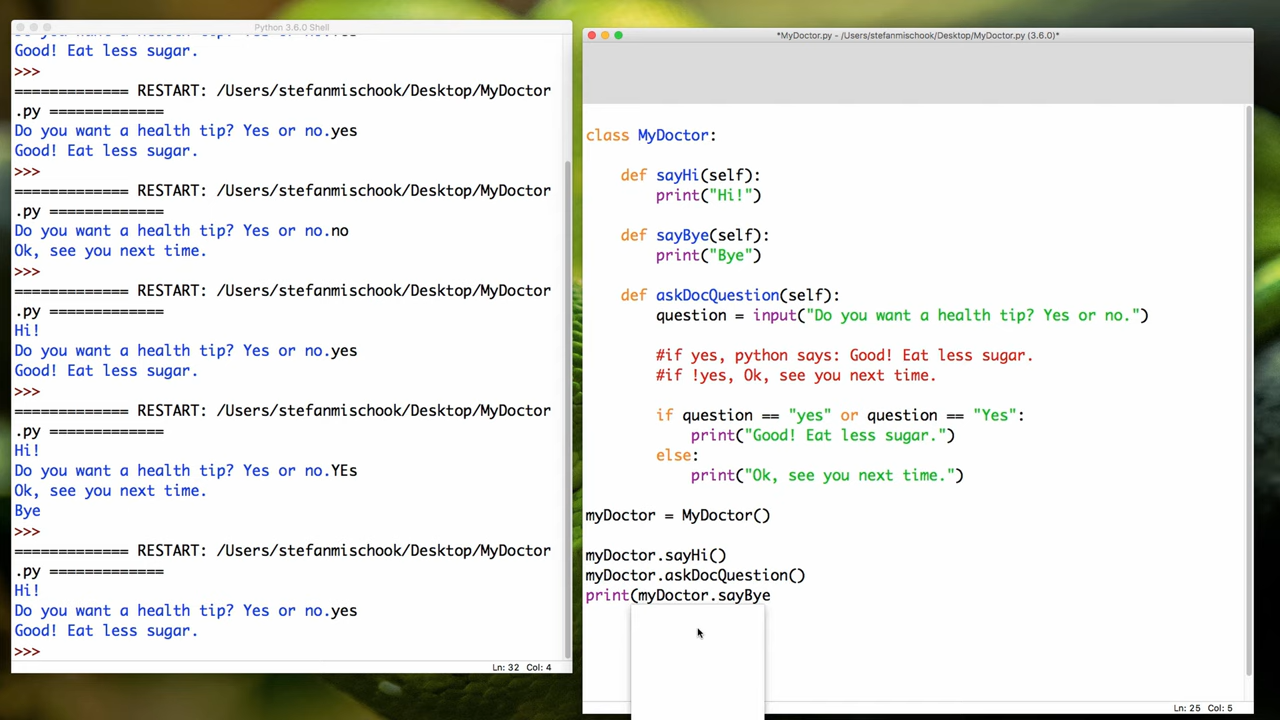 Python 3.6.0 Shell
Do you want a health tip? Yes or no.yes
Good! Eat less sugar.
>>>
============= RESTART: /Users/stefanmischook/Desktop/MyDoctor
.py =============
Do you want a health tip? Yes or no.yes
Good! Eat less sugar.
>>>
============= RESTART: /Users/stefanmischook/Desktop/MyDoctor
.py =============
Do you want a health tip? Yes or no.no
Ok, see you next time.
>>>
============= RESTART: /Users/stefanmischook/Desktop/MyDoctor
.py =============
Hi!
Do you want a health tip? Yes or no.yes
Good! Eat less sugar.
>>>
============= RESTART: /Users/stefanmischook/Desktop/MyDoctor
.py =============
Hi!
Do you want a health tip? Yes or no.YEs
Ok, see you next time.
Bye
>>>
============= RESTART: /Users/stefanmischook/Desktop/MyDoctor
.py =============
Hi!
Do you want a health tip? Yes or no.yes
Good! Eat less sugar.
>>>
Ln: 32 Col: 4
*MyDoctor.py - /Users/stefanmischook/Desktop/MyDoctor.py (3.6.0)*
class MyDoctor:
def sayHi(self):
print("Hi!")
def sayBye(self):
print("Bye")
def askDocQuestion(self):
question = input("Do you want a health tip? Yes or no.")
#if yes, python says: Good! Eat less sugar.
#if !yes, Ok, see you next time.
if question == "yes" or question == "Yes":
print("Good! Eat less sugar.")
else:
print("Ok, see you next time.")
myDoctor = MyDoctor()
myDoctor.sayHi()
myDoctor.askDocQuestion()
print(myDoctor.sayBye
Ln: 25 Col: 5